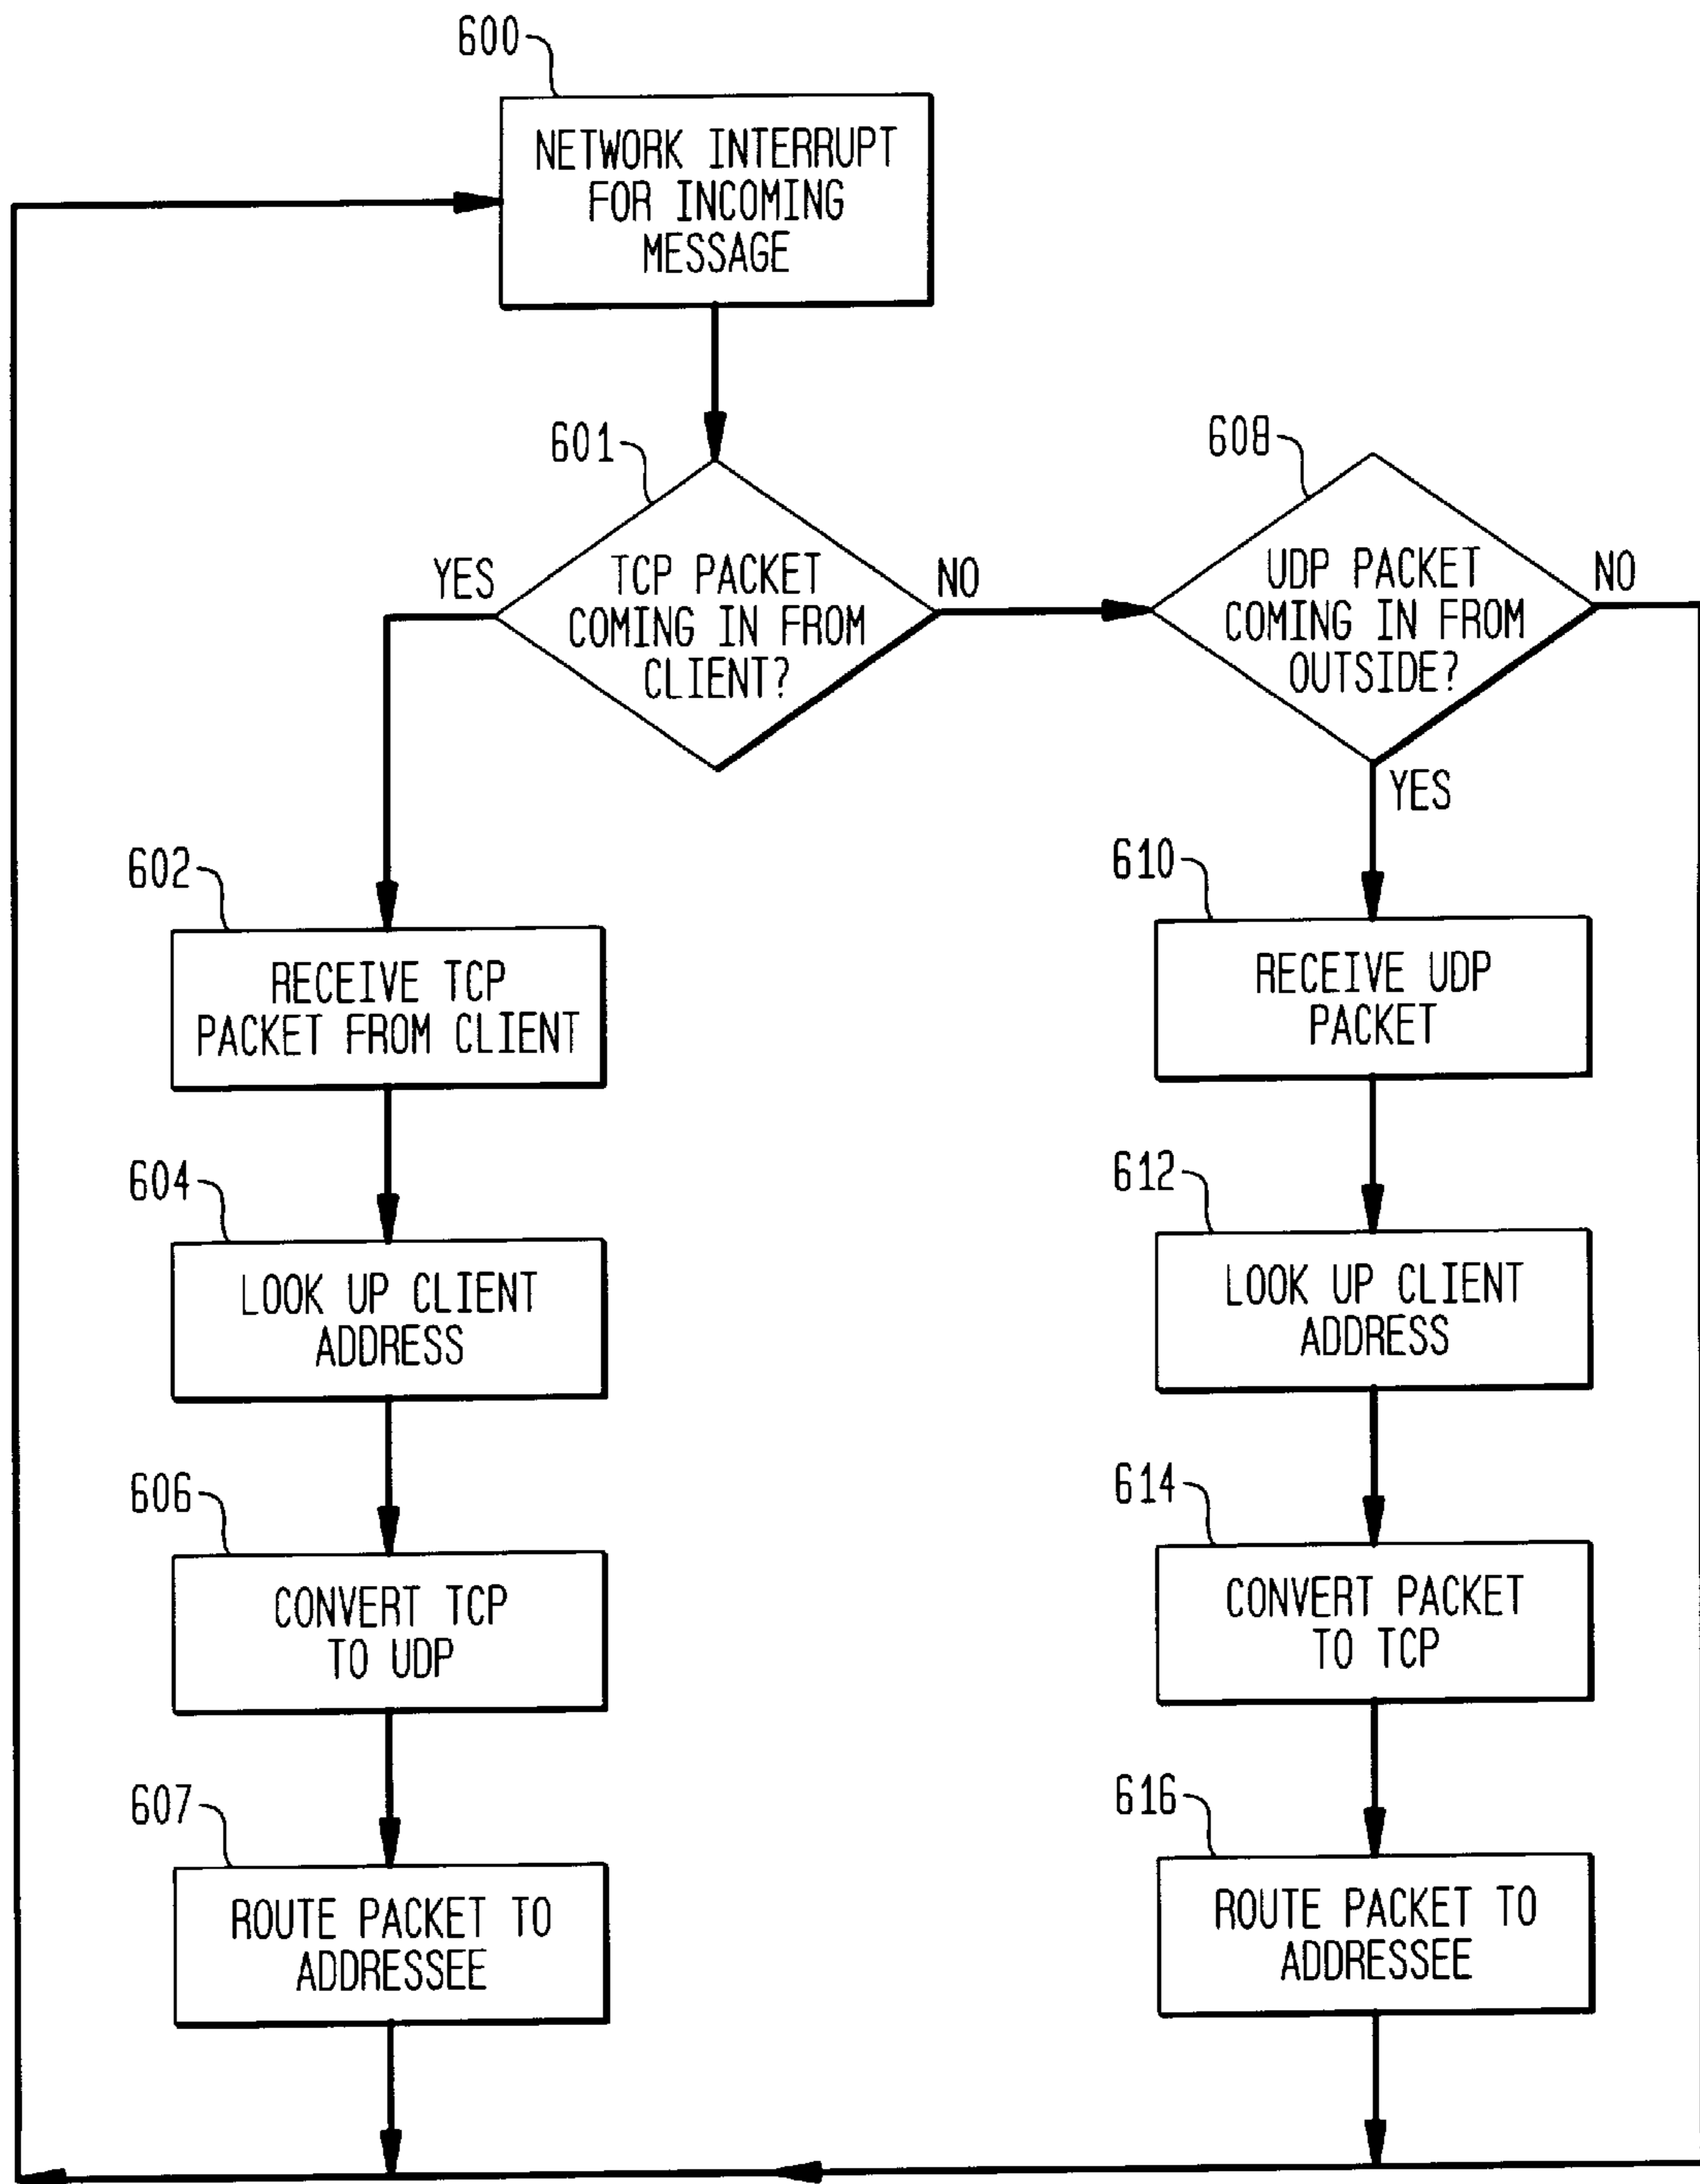 600
NETWORK INTERRUPT
FOR INCOMING
MESSAGE
601
TCP PACKET
COMING IN FROM
CLIENT?
YES
NO
608
UDP PACKET
COMING IN FROM
OUTSIDE?
NO
YES
602
RECEIVE TCP
PACKET FROM CLIENT
604
LOOK UP CLIENT
ADDRESS
606
CONVERT TCP
TO UDP
607
ROUTE PACKET TO
ADDRESSEE
610
RECEIVE UDP
PACKET
612
LOOK UP CLIENT
ADDRESS
614
CONVERT PACKET
TO TCP
616
ROUTE PACKET TO
ADDRESSEE